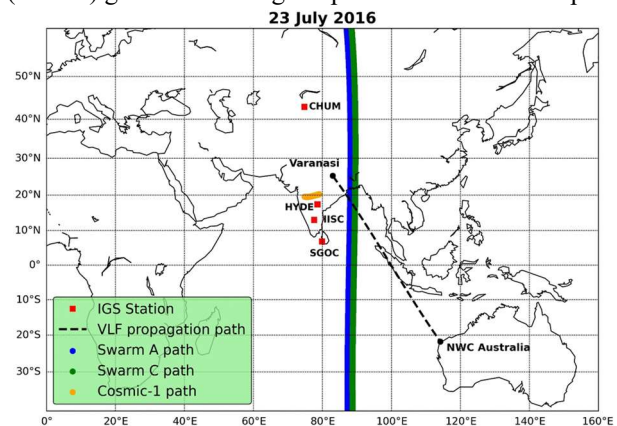 23 July 2016
50°N
40°N
30°N
20°N
10°N
0°
10°S
20°S
30°S
CHUM
Varanasi
HYDE
IISC
SGOC
NWC Australia
IGS Station
VLF propagation path
Swarm A path
Swarm C path
Cosmic-1 path
0°
20°E
40°E
60°E
80°E
100°E
120°E
140°E
160°E